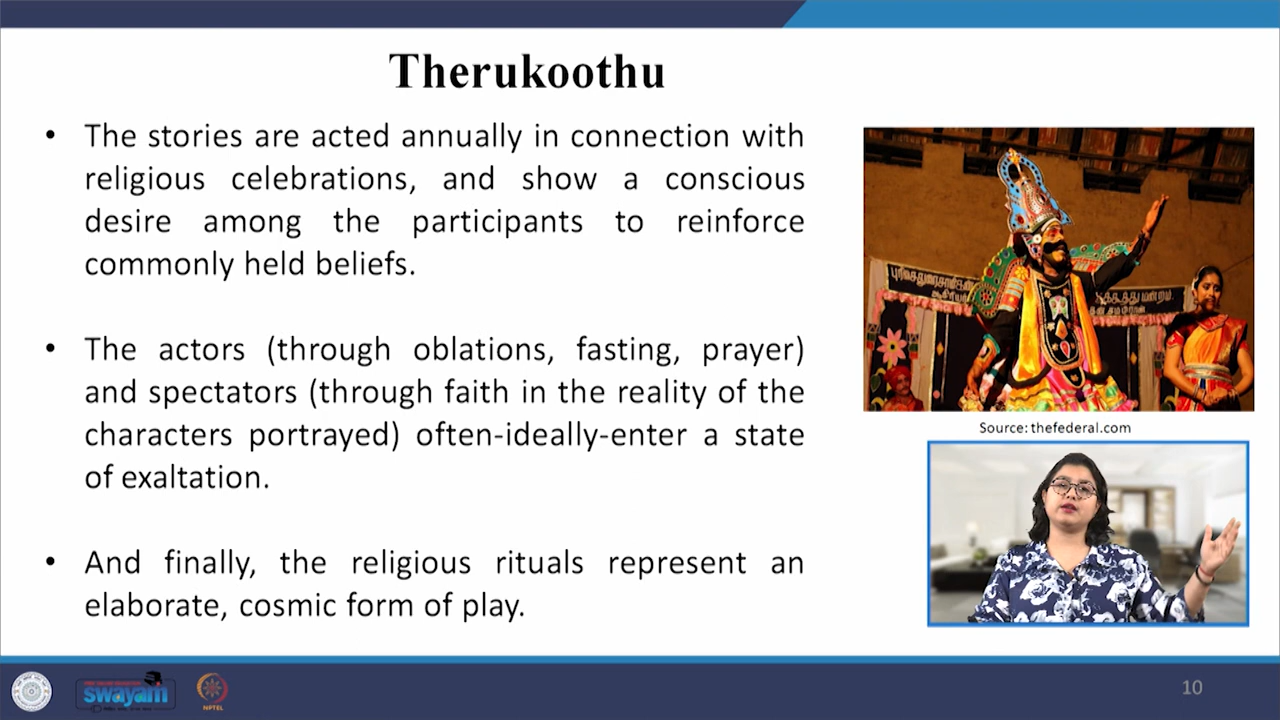 Therukoothu
• The stories are acted annually in connection with
religious celebrations, and show a conscious
desire among the participants to reinforce
commonly held beliefs.
• The actors (through oblations, fasting, prayer)
and spectators (through faith in the reality of the
characters portrayed) often-ideally-enter a state
of exaltation.
• And finally, the religious rituals represent an
elaborate, cosmic form of play.
Source: thefederal.com
swayam
NPTEL
10